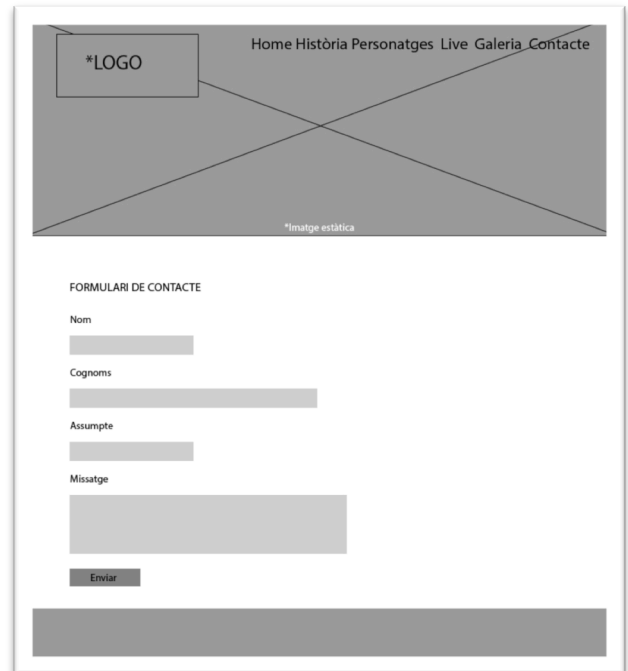 Home Història Personatges Live Galeria Contacte
*LOGO
*Imatge estàtica
FORMULARI DE CONTACTE
Nom
Cognoms
Assumpte
Missatge
Enviar